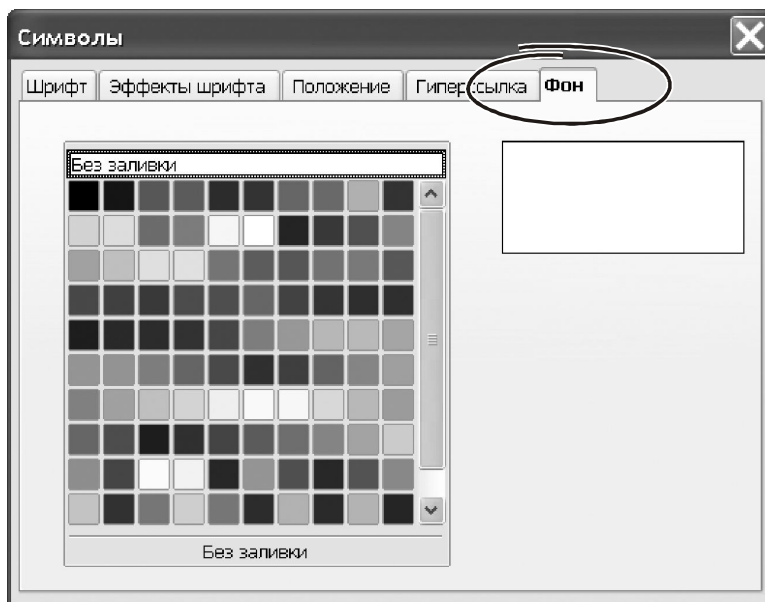 Символы
Шрифт Эффекты шрифта Положение Гиперссылка Фон
Без заливки
Без заливки